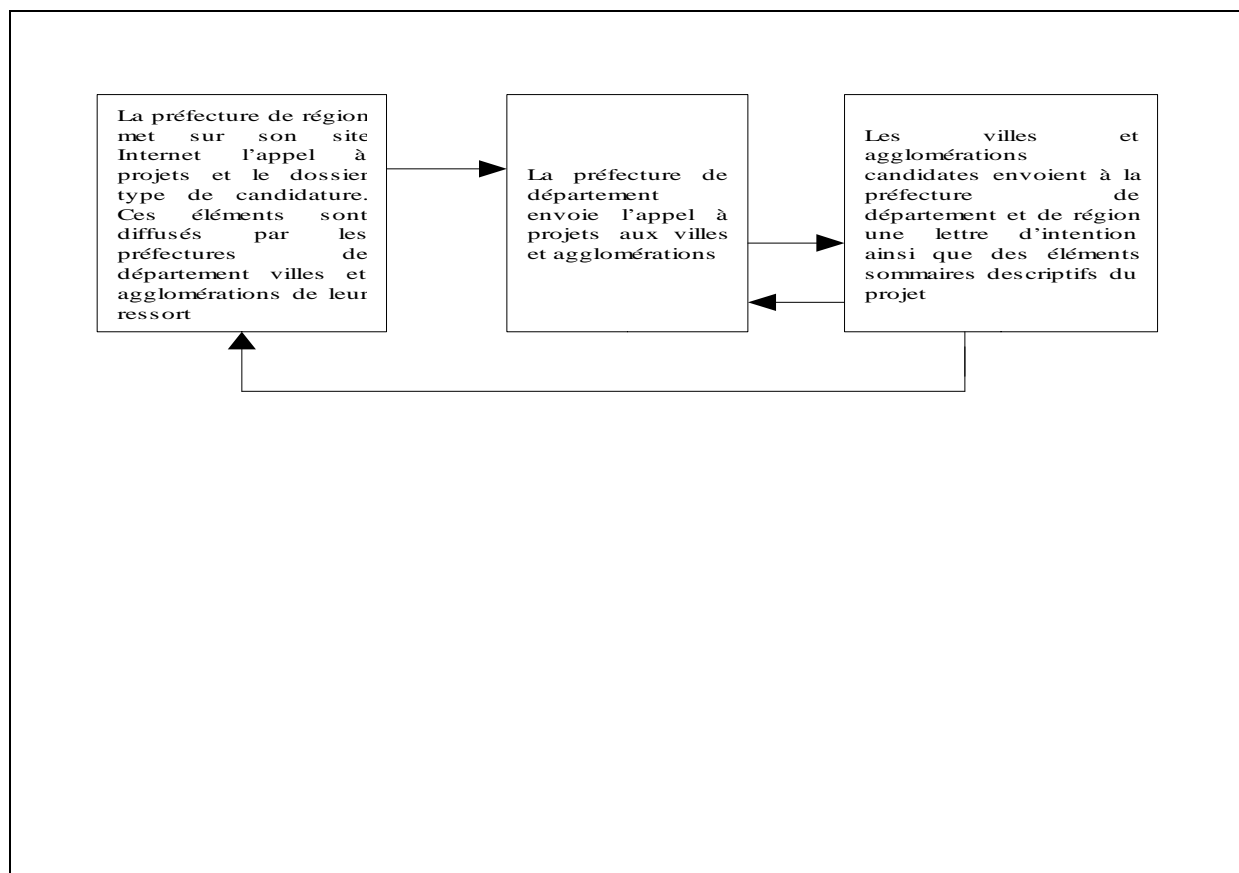 La préfecture de région
met sur son site
Internet l'appel à
projets et le dossier
type de candidature.
Ces éléments sont
diffusés par les
préfectures de
département villes et
agglomérations de leur
ressort
La préfecture de
département
envoie l'appel à
projets aux villes
et agglomérations
Les villes et
agglomérations
candidates envoient à la
préfecture de
département et de région
une lettre d'intention
ainsi que des éléments
sommaires descriptifs du
projet